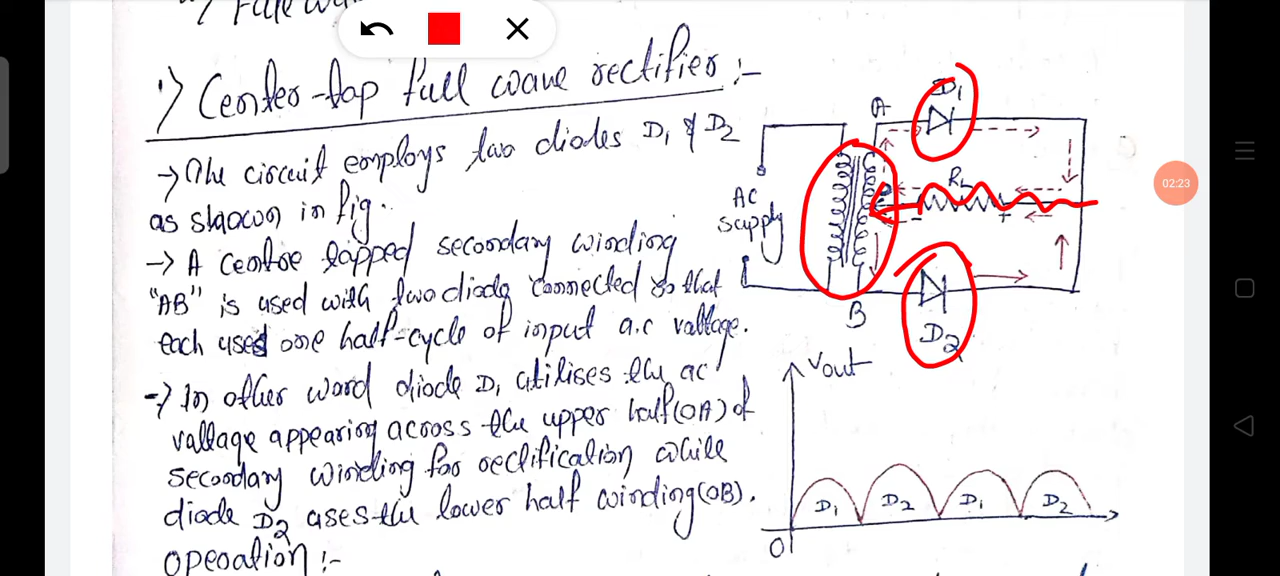 1) Center-tap full wave rectifier :-
→ The circuit employs two diodes D1 & D2
as shown in fig.
→ A centre tapped secondary winding
"AB" is used with two diode connected so that
each uses one half-cycle of input a.c voltage.
→ In other word diode D1 utilises the ac
voltage appearing across the upper half(OA) of
secondary winding for rectification while
diode D2 uses the lower half winding(OB).
operation :-
A
D1
AC
supply
RL
- +
B
D2
Vout
D1 D2 D1 D2
O
02:23